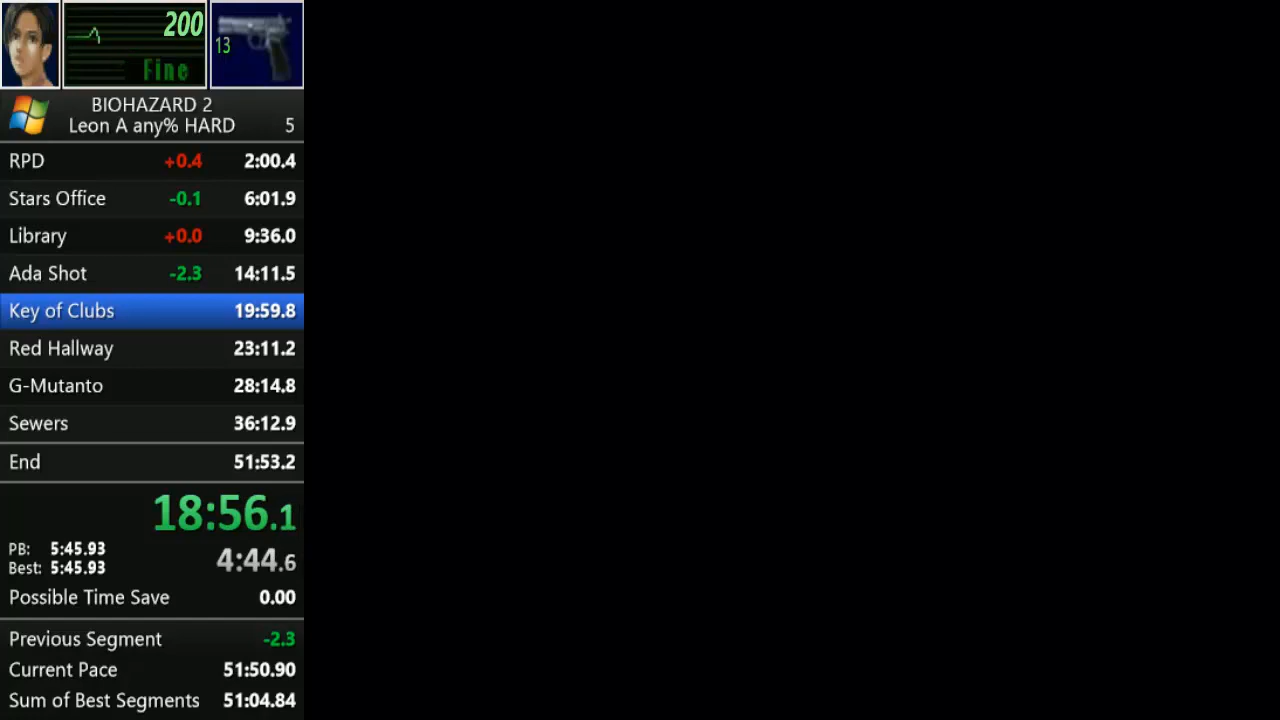 200
13
Fine
BIOHAZARD 2
Leon A any% HARD 5
RPD +0.4 2:00.4
Stars Office -0.1 6:01.9
Library +0.0 9:36.0
Ada Shot -2.3 14:11.5
Key of Clubs 19:59.8
Red Hallway 23:11.2
G-Mutanto 28:14.8
Sewers 36:12.9
End 51:53.2
18:56.1
PB: 5:45.93
Best: 5:45.93
4:44.6
Possible Time Save 0.00
Previous Segment -2.3
Current Pace 51:50.90
Sum of Best Segments 51:04.84